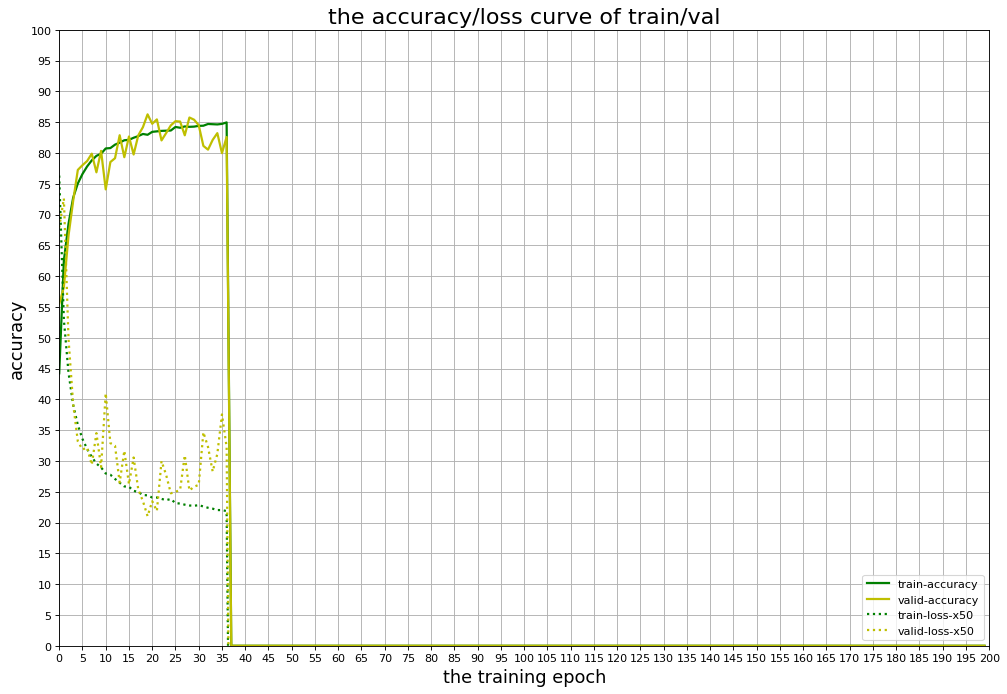 the accuracy/loss curve of train/val
100
95
90
85
80
75
70
65
60
55
50
45
40
35
30
25
20
15
10
5
0
accuracy
train-accuracy
valid-accuracy
train-loss-x50
valid-loss-x50
0 5 10 15 20 25 30 35 40 45 50 55 60 65 70 75 80 85 90 95 100 105 110 115 120 125 130 135 140 145 150 155 160 165 170 175 180 185 190 195 200
the training epoch